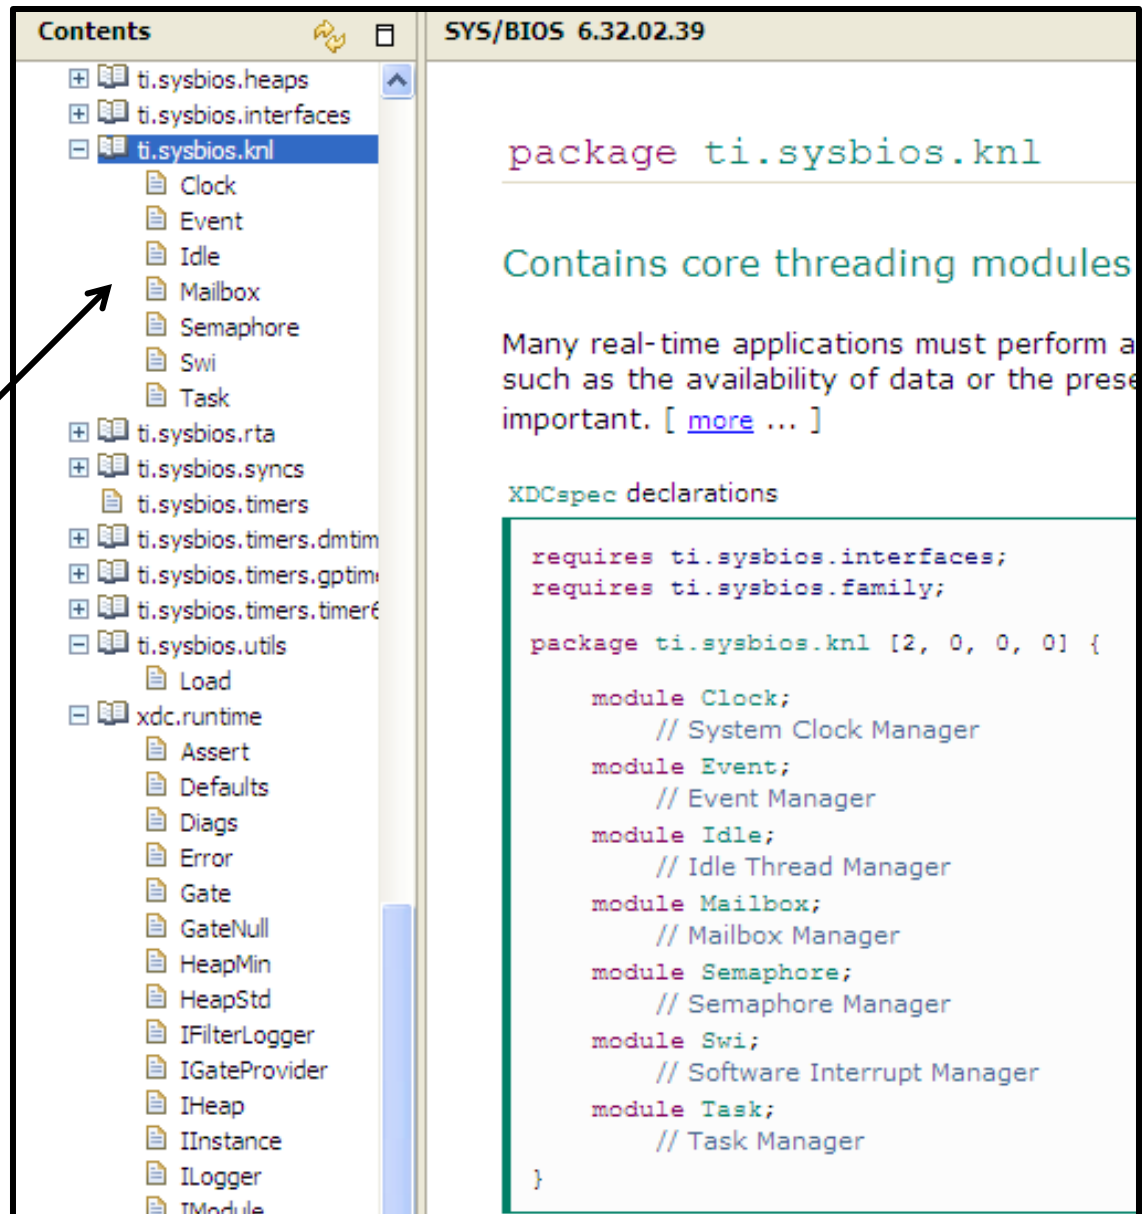 Contents
ti.sysbios.heaps
ti.sysbios.interfaces
ti.sysbios.knl
Clock
Event
Idle
Mailbox
Semaphore
Swi
Task
ti.sysbios.rta
ti.sysbios.syncs
ti.sysbios.timers
ti.sysbios.timers.dmtim
ti.sysbios.timers.gptim
ti.sysbios.timers.timer6
ti.sysbios.utils
Load
xdc.runtime
Assert
Defaults
Diags
Error
Gate
GateNull
HeapMin
HeapStd
IFilterLogger
IGateProvider
IHeap
IInstance
ILogger
IModule
SYS/BIOS 6.32.02.39
package ti.sysbios.knl
Contains core threading modules
Many real-time applications must perform a
such as the availability of data or the prese
important. [ more ... ]
XDCspec declarations
requires ti.sysbios.interfaces;
requires ti.sysbios.family;
package ti.sysbios.knl [2, 0, 0, 0] {
module Clock;
// System Clock Manager
module Event;
// Event Manager
module Idle;
// Idle Thread Manager
module Mailbox;
// Mailbox Manager
module Semaphore;
// Semaphore Manager
module Swi;
// Software Interrupt Manager
module Task;
// Task Manager
}